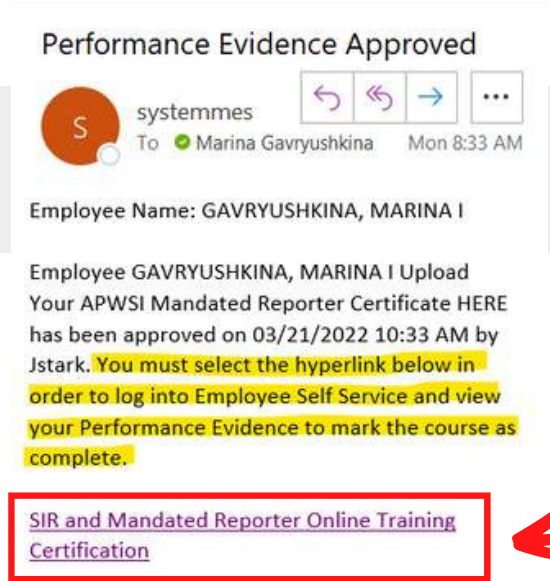 Performance Evidence Approved
S
systemmes
To Marina Gavryushkina Mon 8:33 AM
Employee Name: GAVRYUSHKINA, MARINA I
Employee GAVRYUSHKINA, MARINA I Upload
Your APWSI Mandated Reporter Certificate HERE
has been approved on 03/21/2022 10:33 AM by
Jstark. You must select the hyperlink below in
order to log into Employee Self Service and view
your Performance Evidence to mark the course as
complete.
SIR and Mandated Reporter Online Training
Certification